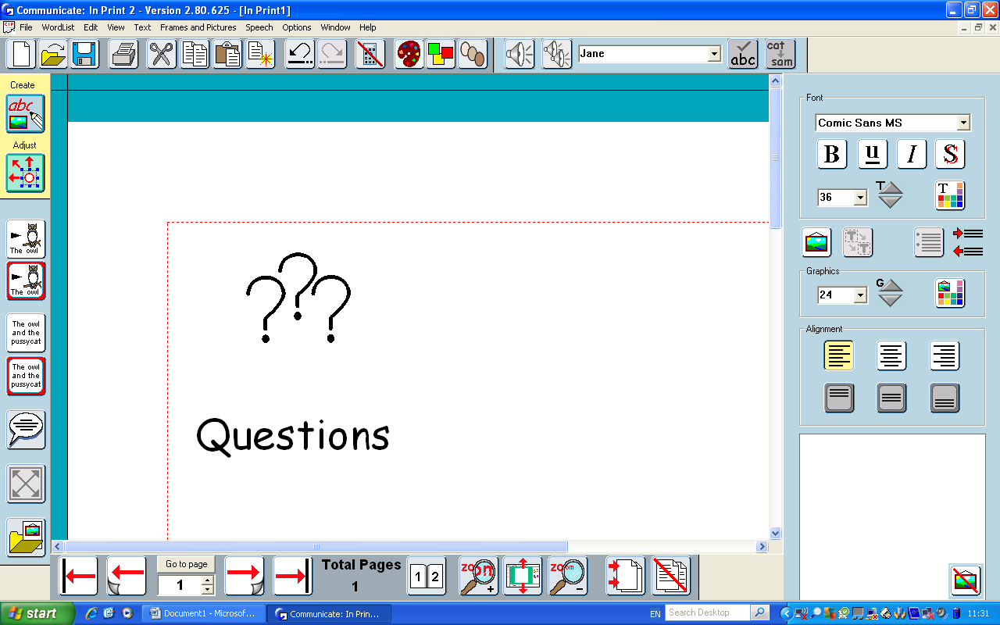 Communicate: In Print 2 - Version 2.80.625 - [In Print1]
File WordList Edit View Text Frames and Pictures Speech Options Window Help
Jane
abc
cat
sam
Create
abc
Adjust
The owl
The owl
The owl
and the
pussycat
The owl
and the
pussycat
???
Questions
Font
Comic Sans MS
B u I S
36
T
T
T
T
Graphics
24
G
Alignment
Go to page
1
Total Pages
1
1 2
zoon +
zoom -
start
Document1 - Microsof...
Communicate: In Prin...
EN
Search Desktop
11:31